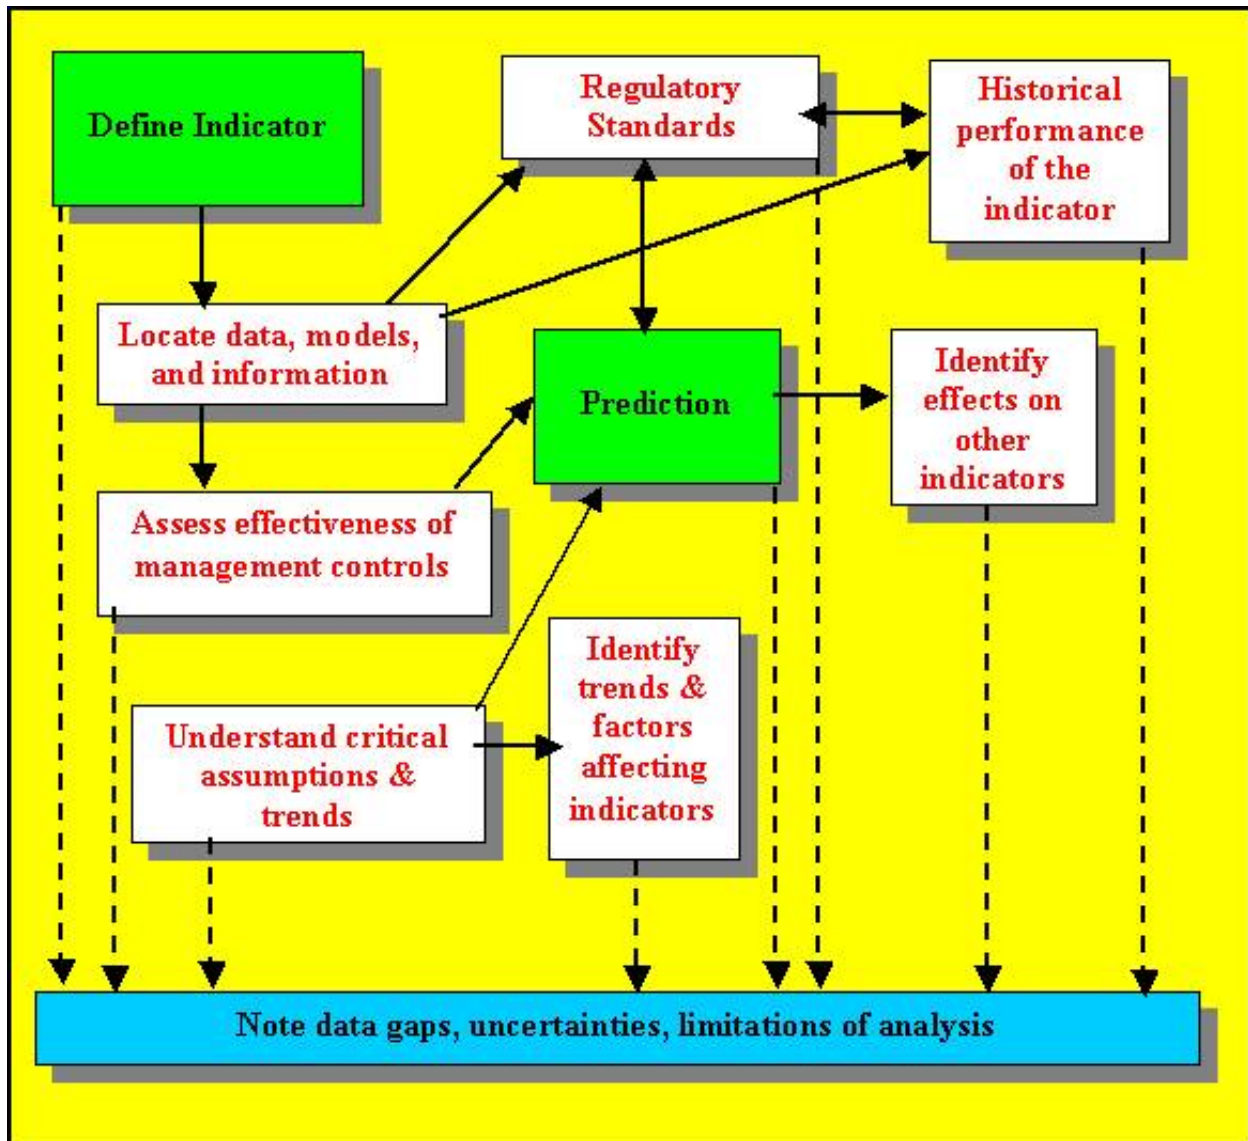 Define Indicator
Regulatory
Standards
Historical
performance
of the
indicator
Locate data, models,
and information
Prediction
Identify
effects on
other
indicators
Assess effectiveness of
management controls
Identify
trends &
factors
affecting
indicators
Understand critical
assumptions &
trends
Note data gaps, uncertainties, limitations of analysis